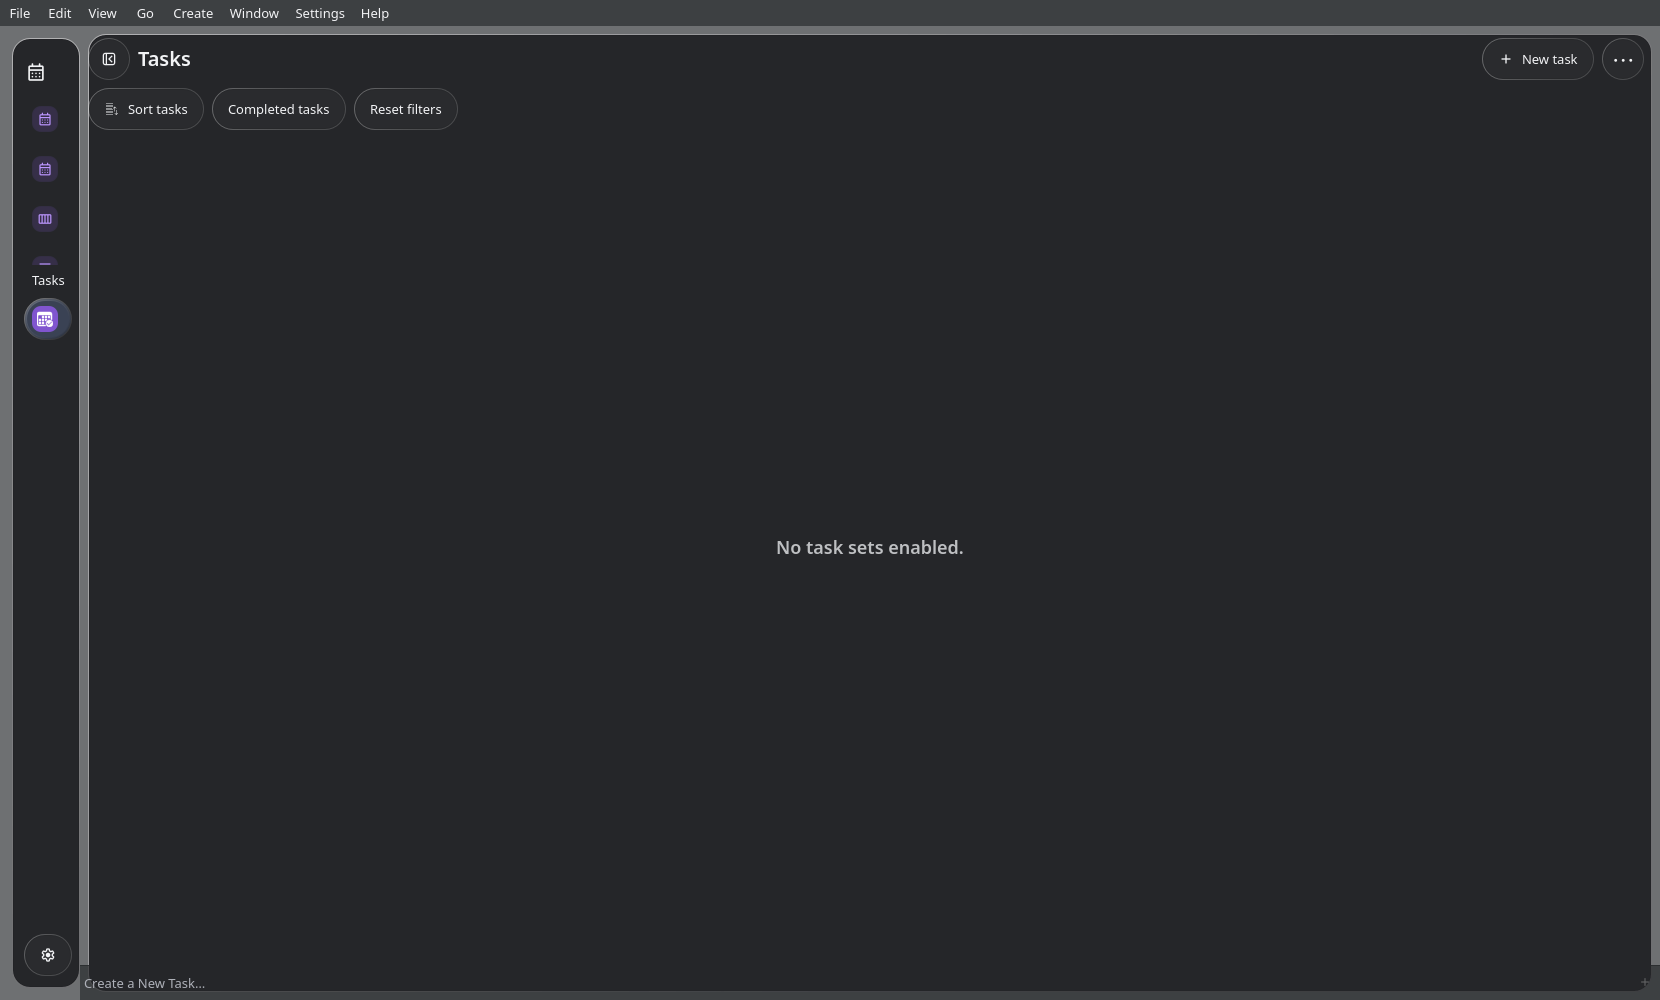 File Edit View Go Create Window Settings Help
Tasks
New task
Sort tasks Completed tasks Reset filters
Tasks
No task sets enabled.
Create a New Task...